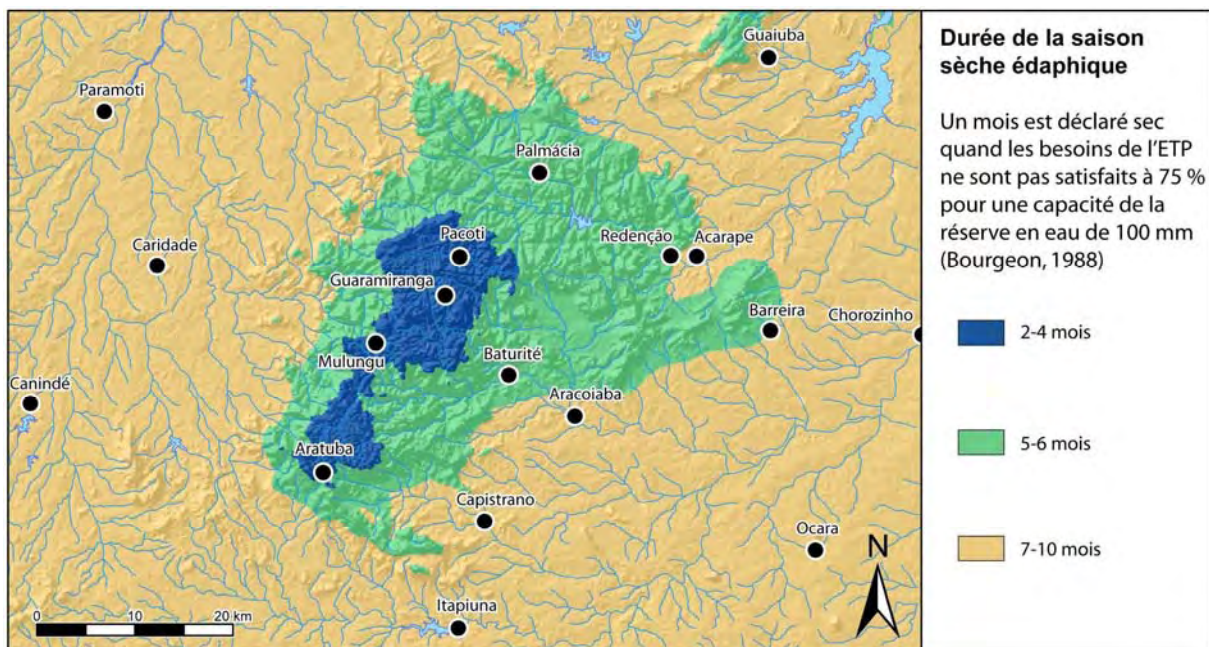 Guaiuba
Paramoti
Palmácia
Pacoti
Redenção
Acarape
Caridade
Guaramiranga
Barreira
Chorozinho
Mulungu
Baturité
Canindé
Aracoiaba
Aratuba
Capistrano
Ocara
N
0 10 20 km
Itapiuna
Durée de la saison
sèche édaphique
Un mois est déclaré sec
quand les besoins de l’ETP
ne sont pas satisfaits à 75 %
pour une capacité de la
réserve en eau de 100 mm
(Bourgeon, 1988)
2-4 mois
5-6 mois
7-10 mois